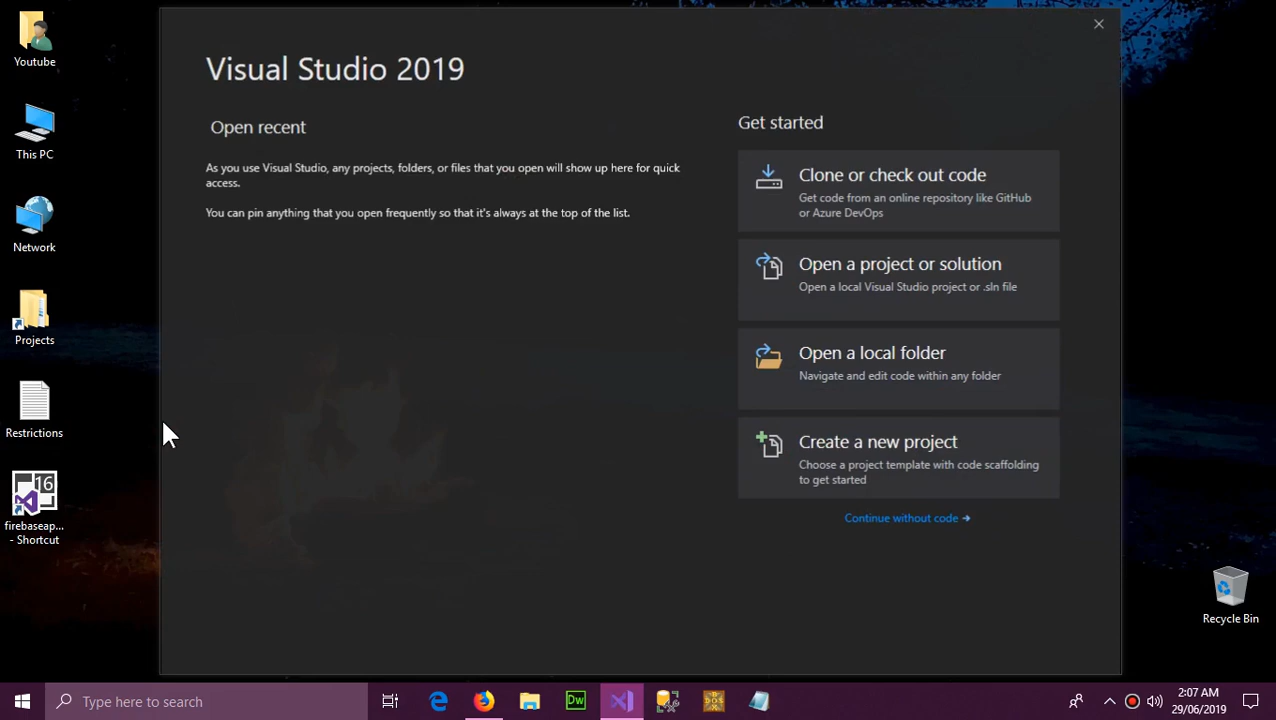 Youtube
This PC
Network
Projects
Restrictions
16
firebaseap...
- Shortcut
Visual Studio 2019
Open recent
As you use Visual Studio, any projects, folders, or files that you open will show up here for quick
access.
You can pin anything that you open frequently so that it's always at the top of the list.
Get started
Clone or check out code
Get code from an online repository like GitHub
or Azure DevOps
Open a project or solution
Open a local Visual Studio project or .sln file
Open a local folder
Navigate and edit code within any folder
Create a new project
Choose a project template with code scaffolding
to get started
Continue without code
Recycle Bin
Type here to search
Dw
DOS
2:07 AM
29/06/2019